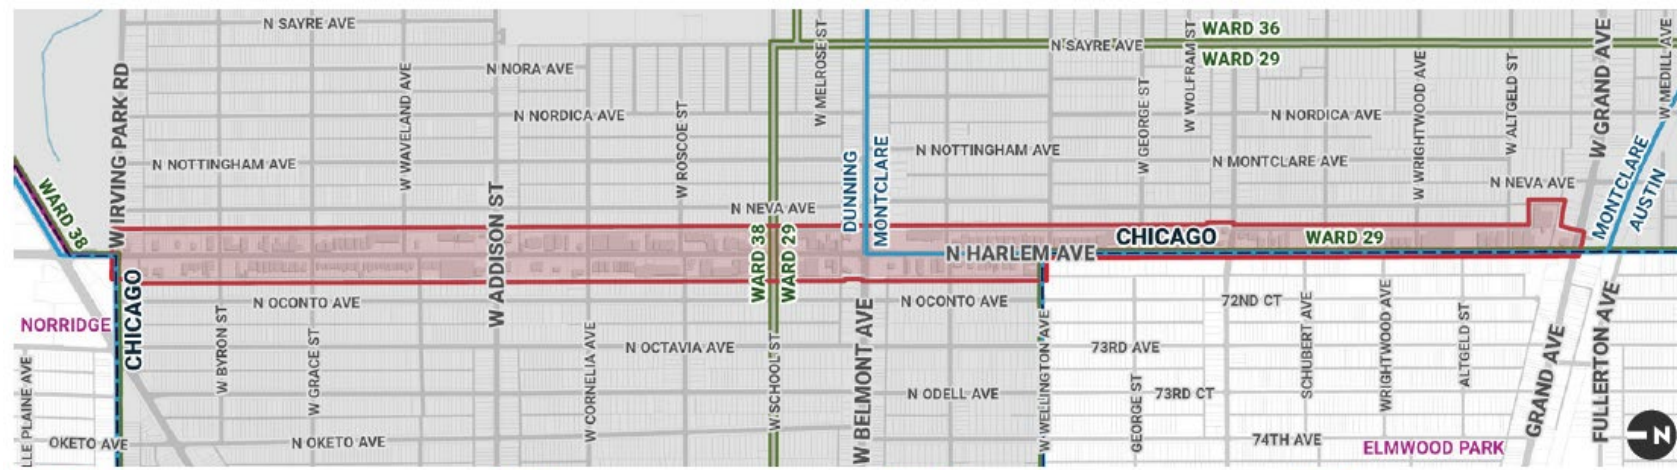 N SAYRE AVE
WARD 36
N SAYRE AVE
WARD 29
W IRVING PARK RD
N NORA AVE
W WAVELAND AVE
N NORDICA AVE
W ROSCOE ST
W MELROSE ST
W GEORGE ST
W WOLFRAM ST
N NORDICA AVE
W WRIGHTWOOD AVE
W ALTGELD ST
W GRAND AVE
W MEDILL AVE
N NOTTINGHAM AVE
N NOTTINGHAM AVE
N MONTCLARE AVE
N NEVA AVE
WARD 38
W ADDISON ST
N NEVA AVE
DUNNING
MONTCLARE
MONTCLARE
AUSTIN
WARD 38
WARD 29
N HARLEM AVE
CHICAGO
WARD 29
CHICAGO
NORRIDGE
N OCONTO AVE
N OCONTO AVE
72ND CT
W BYRON ST
W GRACE ST
W CORNELIA AVE
N OCTAVIA AVE
W SCHOOL ST
W BELMONT AVE
N ODELL AVE
W WELLINGTON AVE
73RD AVE
73RD CT
GEORGE ST
SCHUBERT AVE
WRIGHTWOOD AVE
ALTGELD ST
GRAND AVE
FULLERTON AVE
LLE PLAINE AVE
OKETO AVE
N OKETO AVE
74TH AVE
ELMWOOD PARK
N